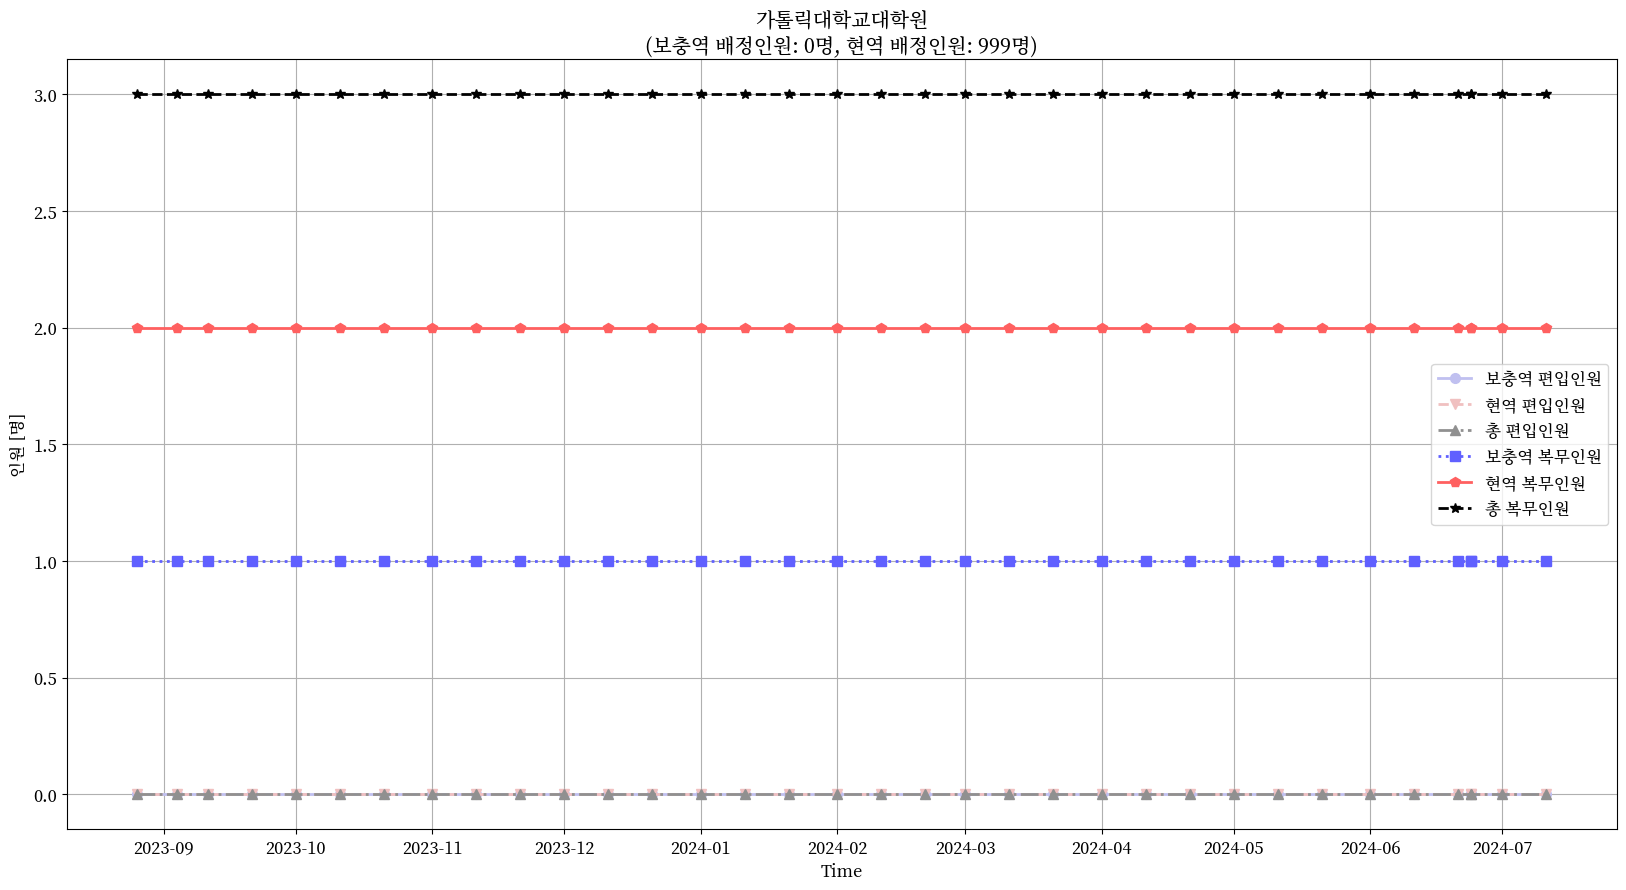 가톨릭대학교대학원
(보충역 배정인원: 0명, 현역 배정인원: 999명)
3.0
2.5
2.0
1.5
1.0
0.5
0.0
인원 [명]
보충역 편입인원
현역 편입인원
총 편입인원
보충역 복무인원
현역 복무인원
총 복무인원
2023-09 2023-10 2023-11 2023-12 2024-01 2024-02 2024-03 2024-04 2024-05 2024-06 2024-07
Time